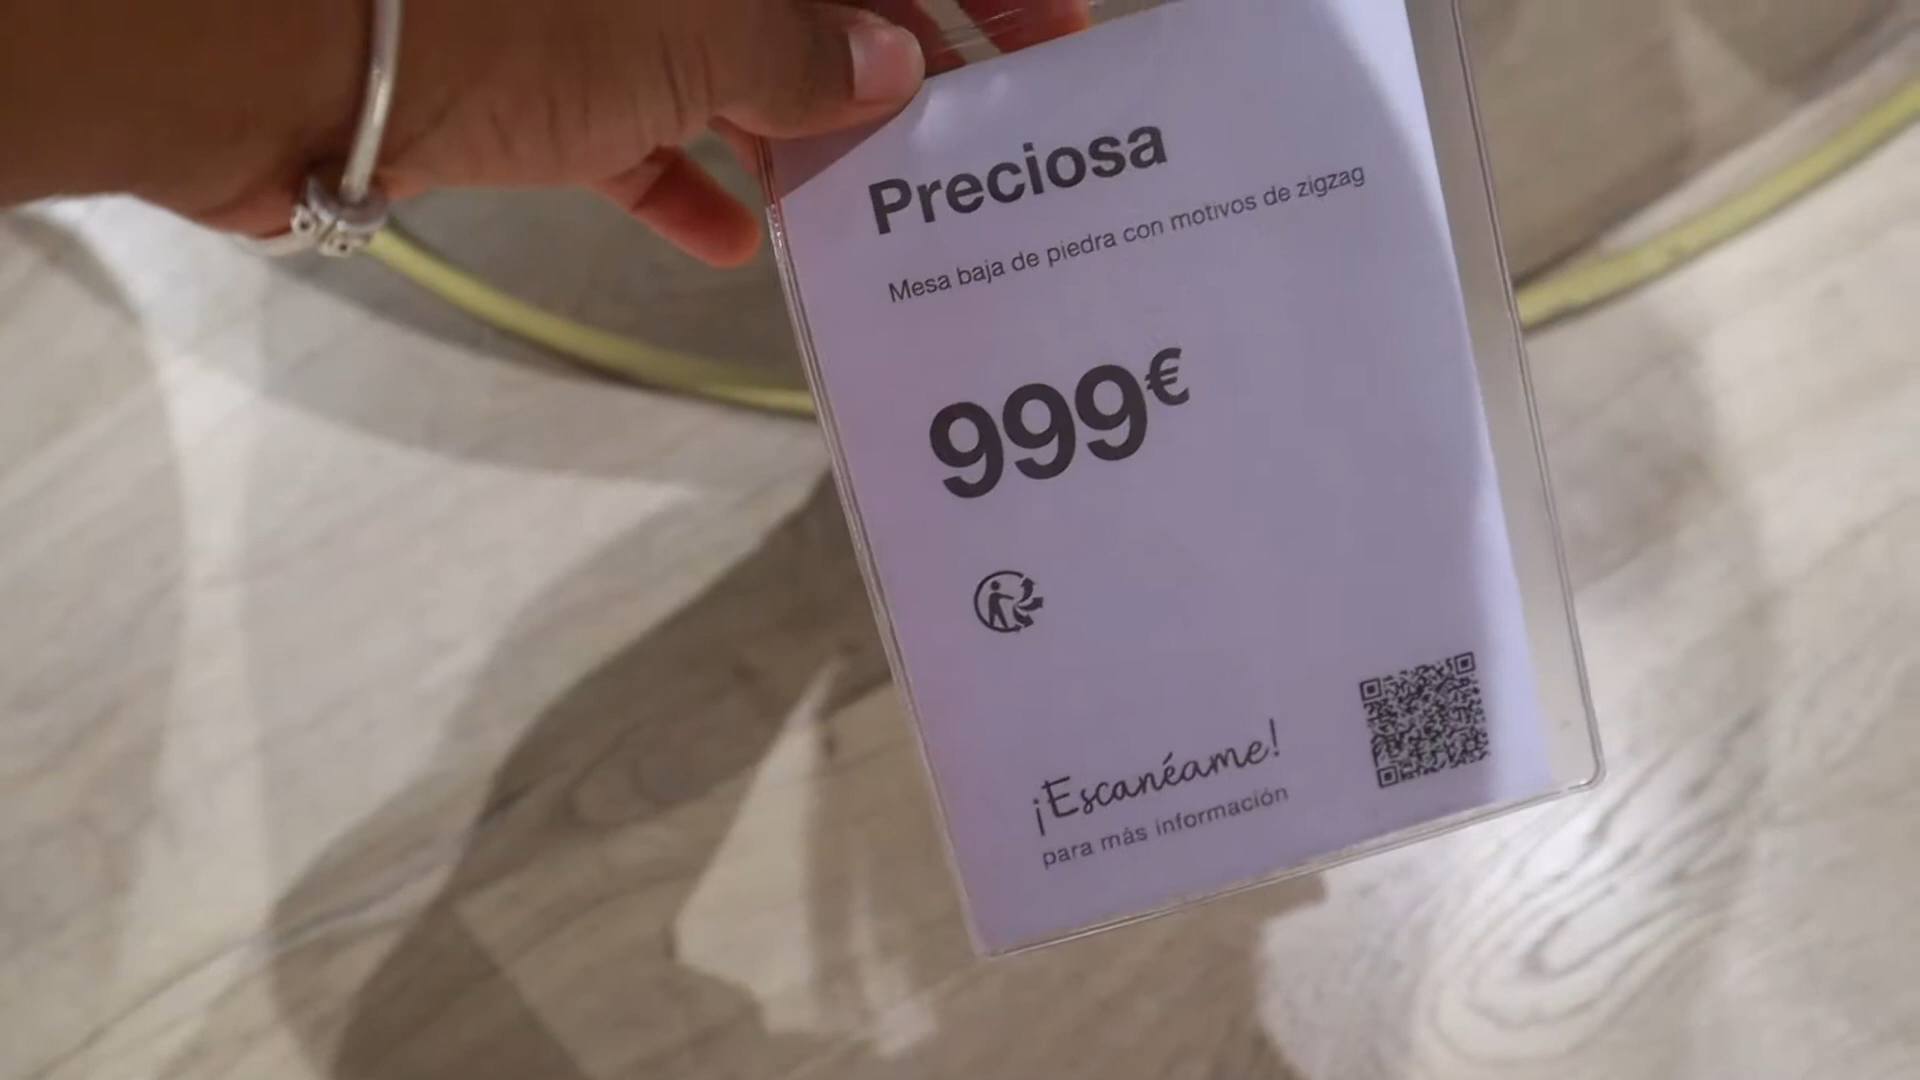 Preciosa
Mesa baja de piedra con motivos de zigzag
999€
¡Escanéame!
para más información